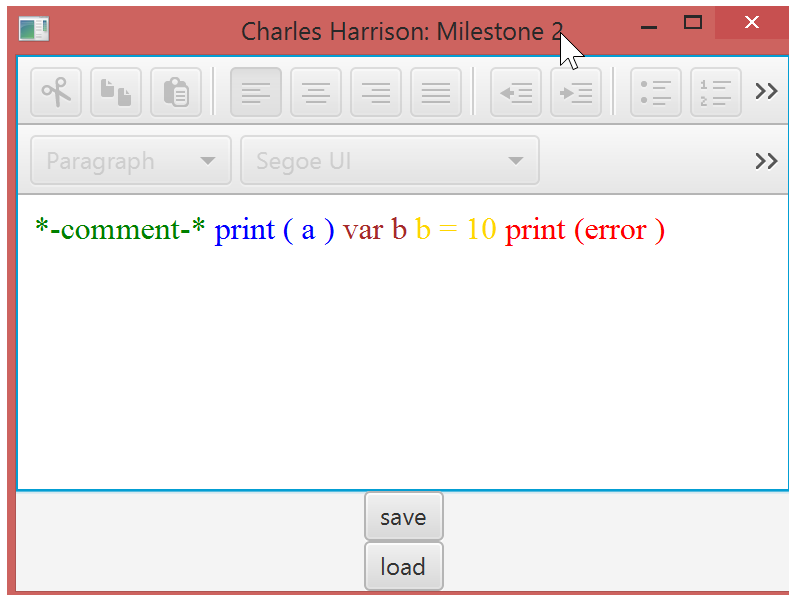 Charles Harrison: Milestone 2
Paragraph Segoe UI
*-comment-* print ( a ) var b b = 10 print (error )
save
load